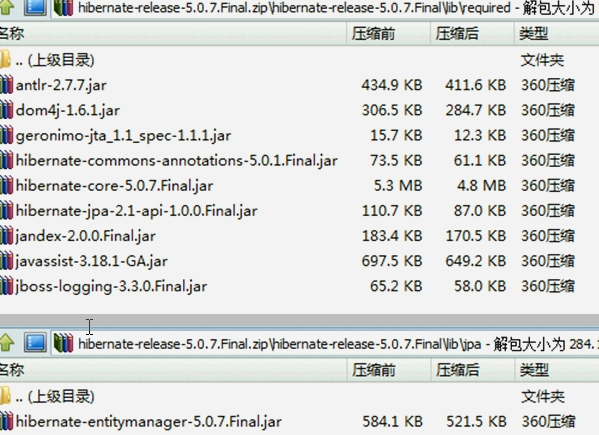 hibernate-release-5.0.7.Final.zip\hibernate-release-5.0.7.Final\lib\required - 解包大小为
名称 压缩前 压缩后 类型
.. (上级目录) 文件夹
antlr-2.7.7.jar 434.9 KB 411.6 KB 360压缩
dom4j-1.6.1.jar 306.5 KB 284.7 KB 360压缩
geronimo-jta_1.1_spec-1.1.1.jar 15.7 KB 12.3 KB 360压缩
hibernate-commons-annotations-5.0.1.Final.jar 73.5 KB 61.1 KB 360压缩
hibernate-core-5.0.7.Final.jar 5.3 MB 4.8 MB 360压缩
hibernate-jpa-2.1-api-1.0.0.Final.jar 110.7 KB 87.0 KB 360压缩
jandex-2.0.0.Final.jar 183.4 KB 170.5 KB 360压缩
javassist-3.18.1-GA.jar 697.5 KB 649.2 KB 360压缩
jboss-logging-3.3.0.Final.jar 65.2 KB 58.0 KB 360压缩
hibernate-release-5.0.7.Final.zip\hibernate-release-5.0.7.Final\lib\jpa - 解包大小为 284.
名称 压缩前 压缩后 类型
.. (上级目录) 文件夹
hibernate-entitymanager-5.0.7.Final.jar 584.1 KB 521.5 KB 360压缩